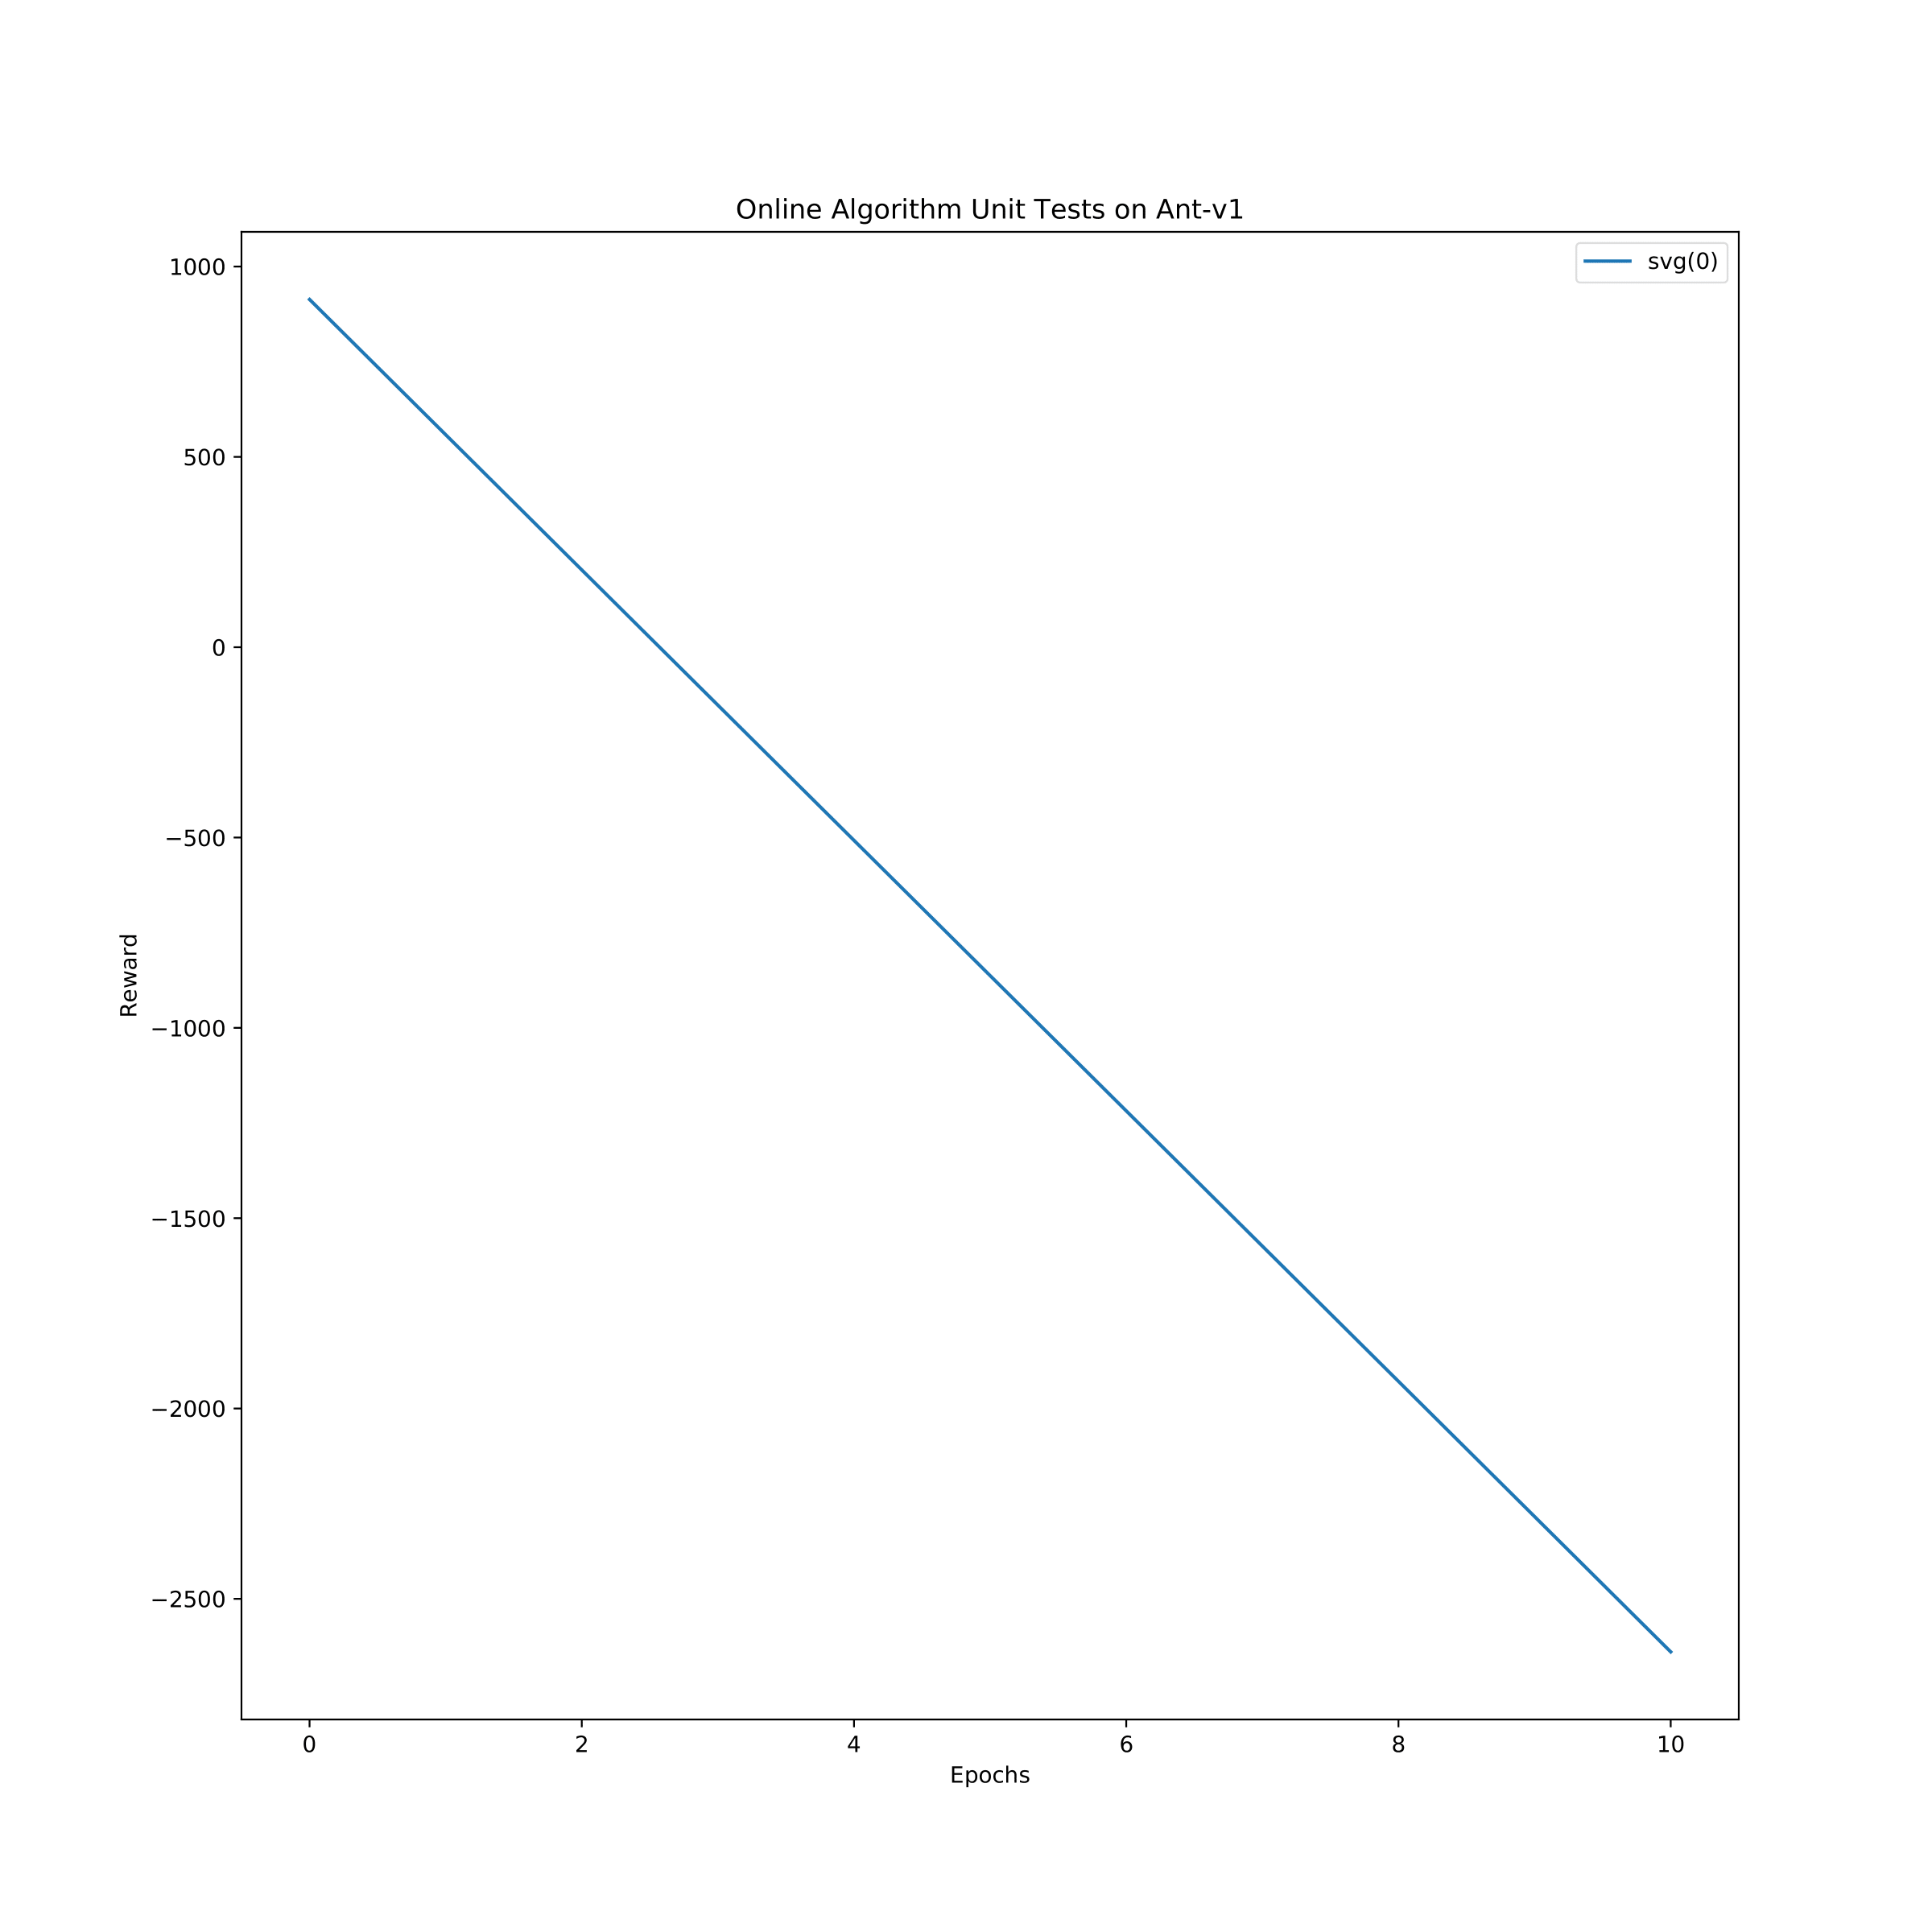 Online Algorithm Unit Tests on Ant-v1
svg(0)
1000
500
0
−500
−1000
−1500
−2000
−2500
Reward
0 2 4 6 8 10
Epochs